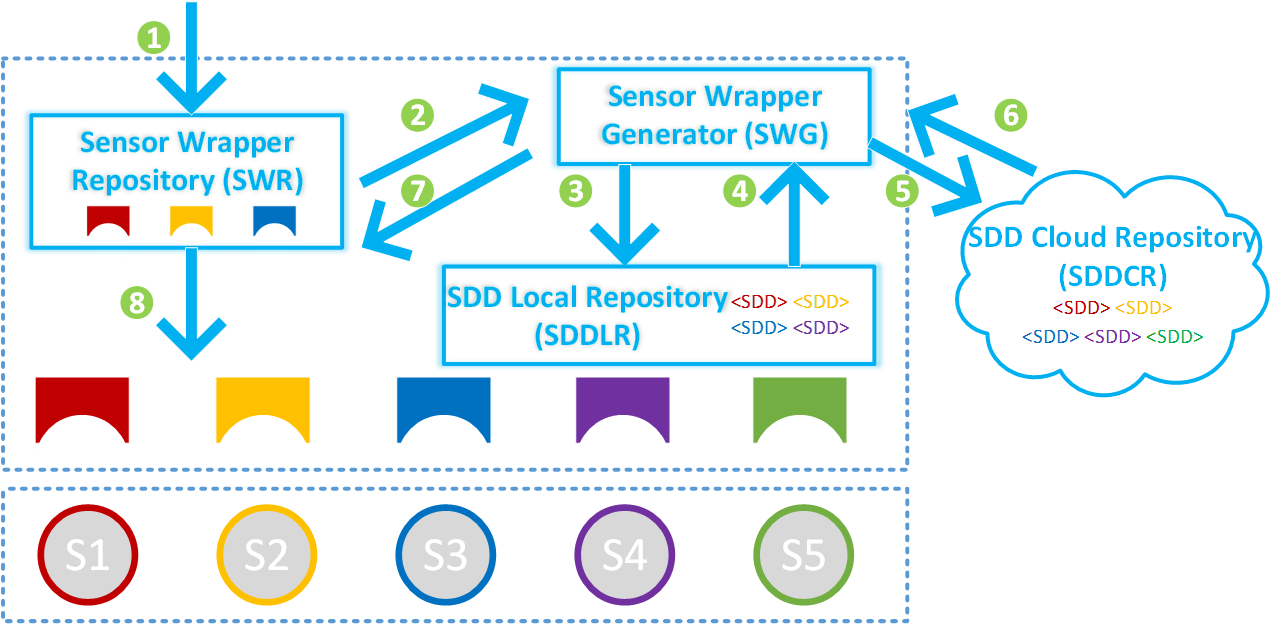 1
Sensor Wrapper
Repository (SWR)
2
7
Sensor Wrapper
Generator (SWG)
3
4
5
6
SDD Local Repository
(SDDLR)
<SDD> <SDD>
<SDD> <SDD>
SDD Cloud Repository
(SDDCR)
<SDD> <SDD>
<SDD> <SDD> <SDD>
8
S1 S2 S3 S4 S5